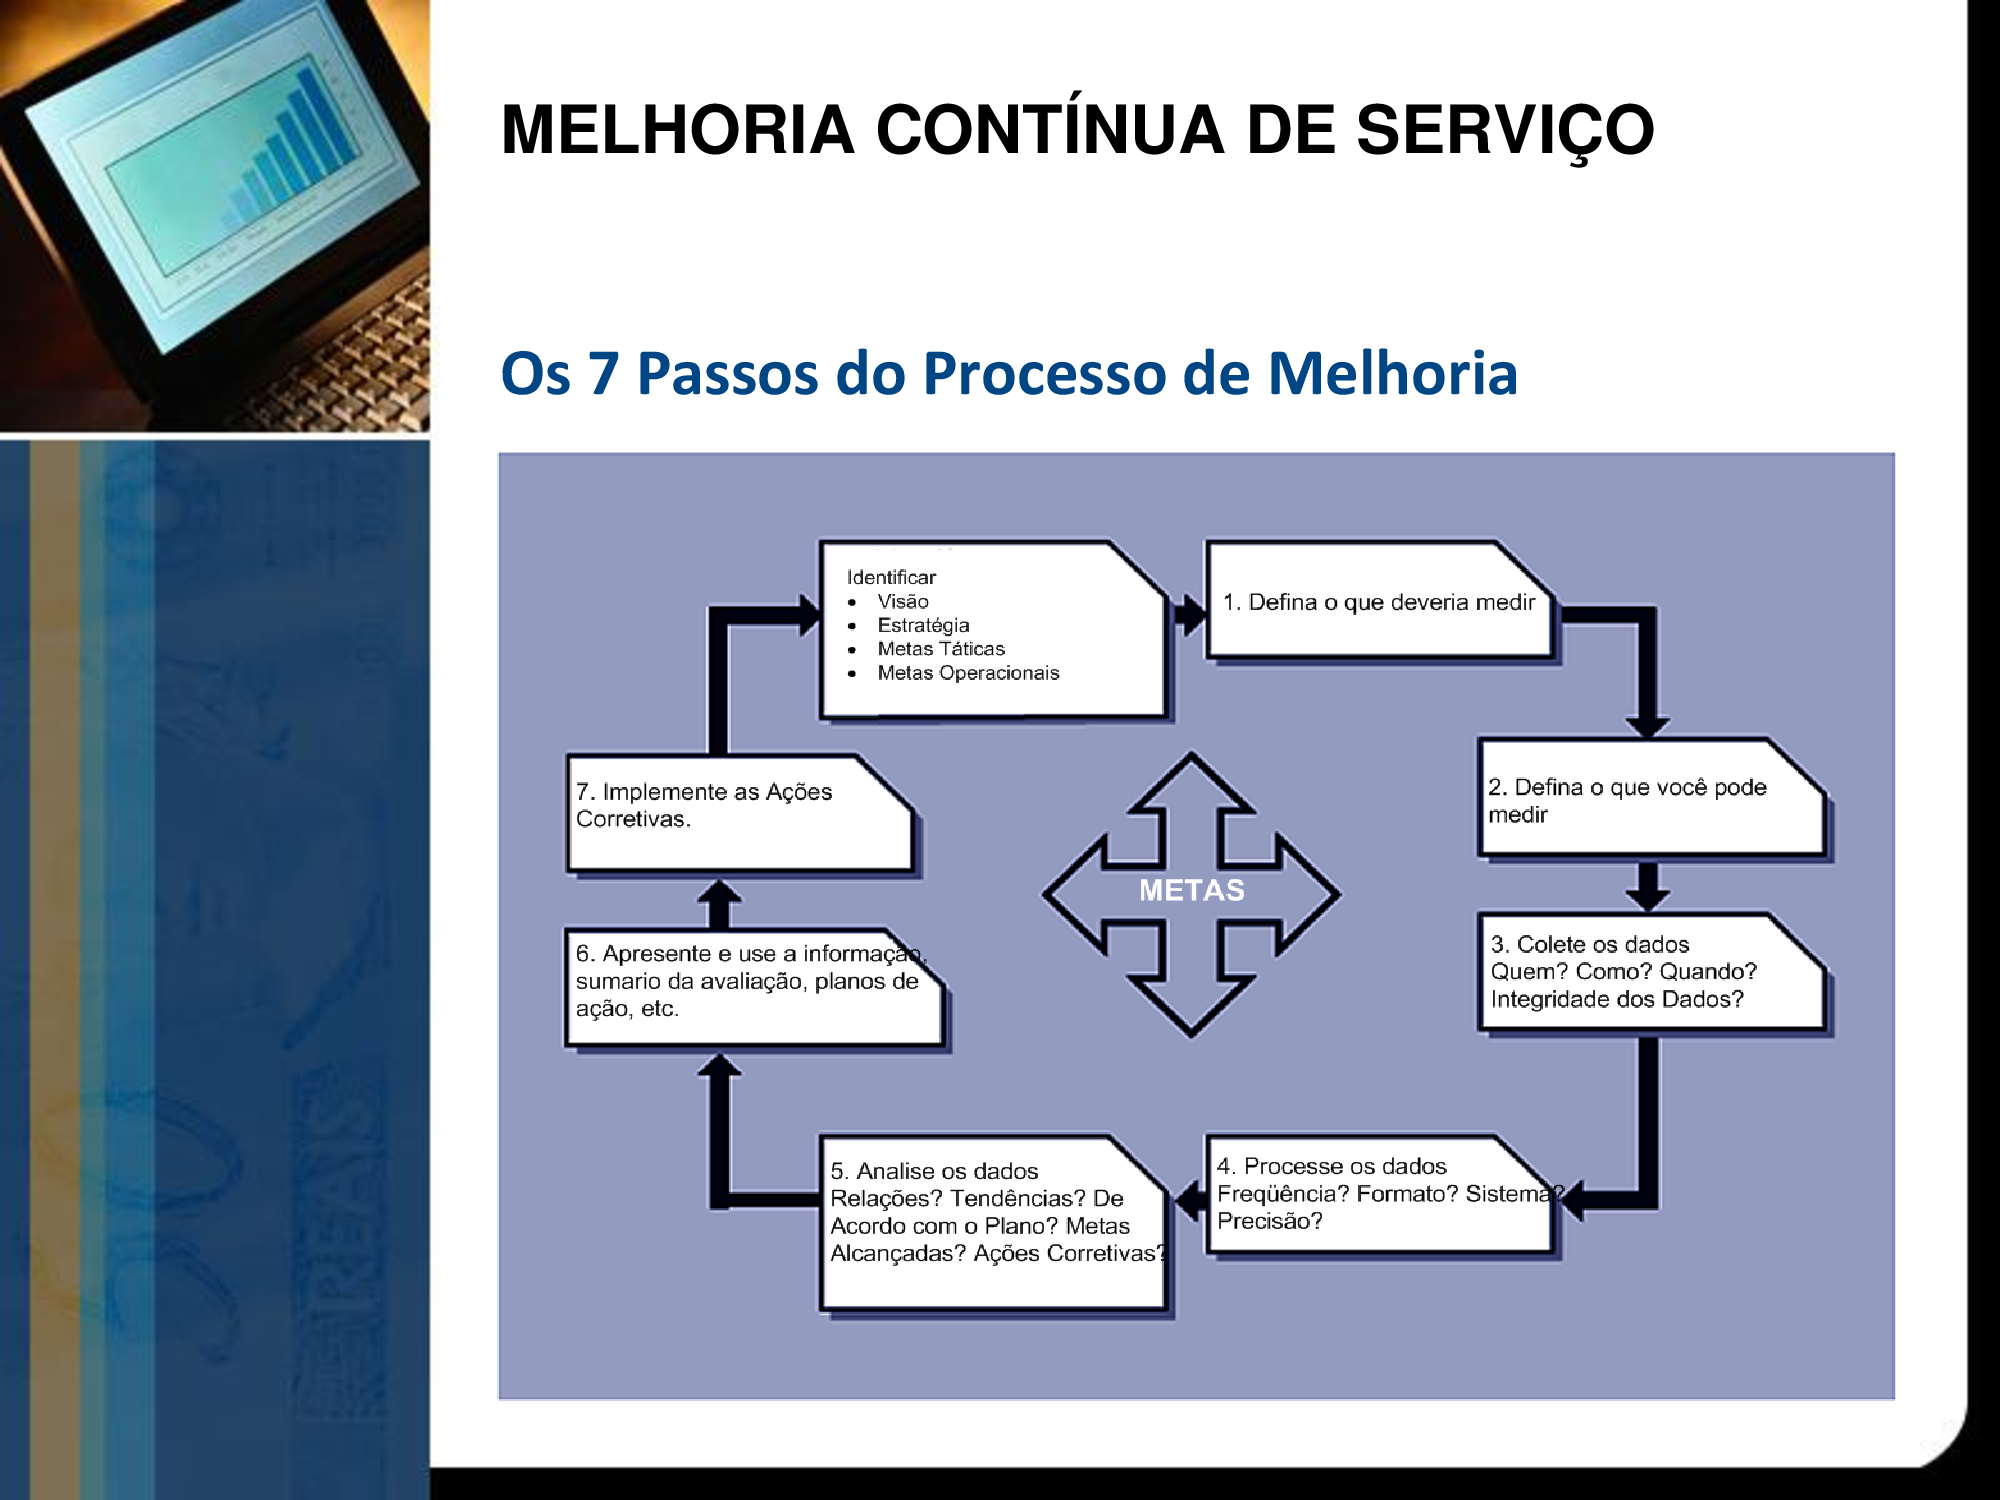 MELHORIA CONTÍNUA DE SERVIÇO
Os 7 Passos do Processo de Melhoria
Identificar
• Visão
• Estratégia
• Metas Táticas
• Metas Operacionais
1. Defina o que deveria medir
2. Defina o que você pode
medir
3. Colete os dados
Quem? Como? Quando?
Integridade dos Dados?
4. Processe os dados
Freqüência? Formato? Sistema?
Precisão?
5. Analise os dados
Relações? Tendências? De
Acordo com o Plano? Metas
Alcançadas? Ações Corretivas?
6. Apresente e use a informação,
sumario da avaliação, planos de
ação, etc.
7. Implemente as Ações
Corretivas.
METAS
REAIS